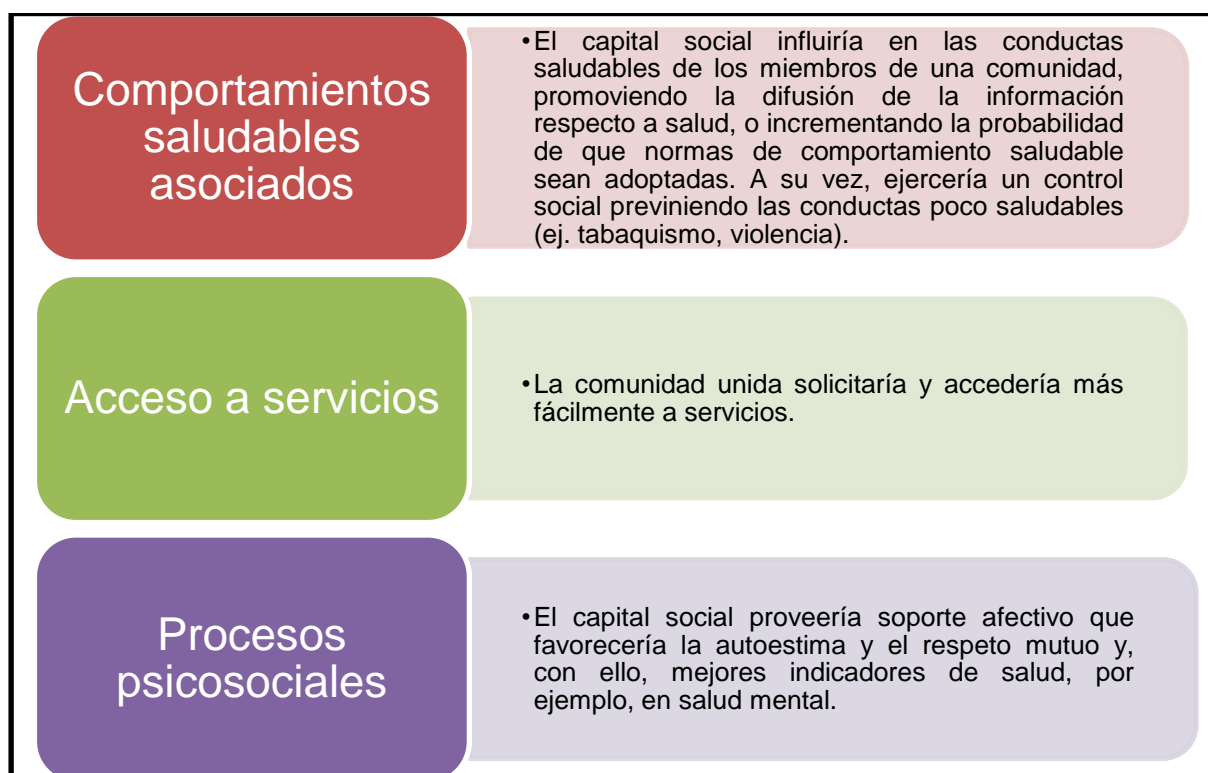 Comportamientos
saludables
asociados
•El capital social influiría en las conductas
saludables de los miembros de una comunidad,
promoviendo la difusión de la información
respecto a salud, o incrementando la probabilidad
de que normas de comportamiento saludable
sean adoptadas. A su vez, ejercería un control
social previniendo las conductas poco saludables
(ej. tabaquismo, violencia).
Acceso a servicios
•La comunidad unida solicitaría y accedería más
fácilmente a servicios.
Procesos
psicosociales
•El capital social proveería soporte afectivo que
favorecería la autoestima y el respeto mutuo y,
con ello, mejores indicadores de salud, por
ejemplo, en salud mental.